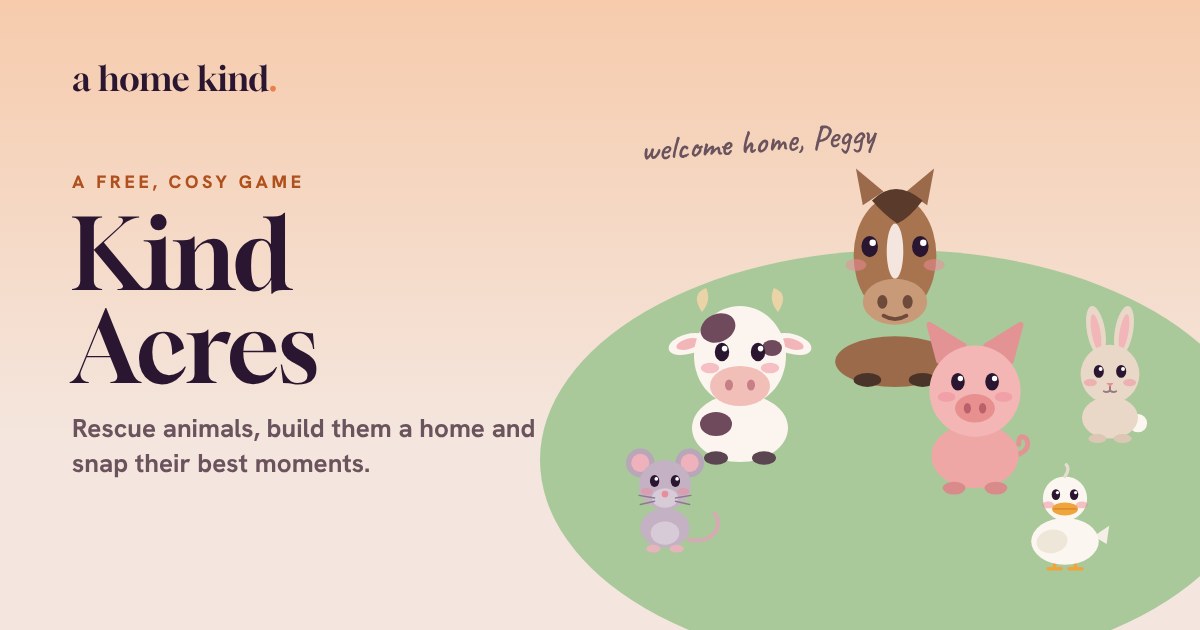 a home kind.
A FREE, COSY GAME
Kind
Acres
Rescue animals, build them a home and
snap their best moments.
welcome home, Peggy